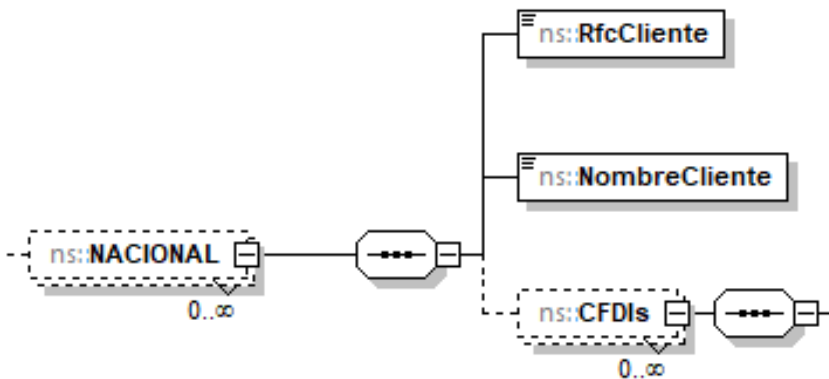 ns::RfcCliente
ns::NombreCliente
ns::NACIONAL
0..∞
ns::CFDIs
0..∞